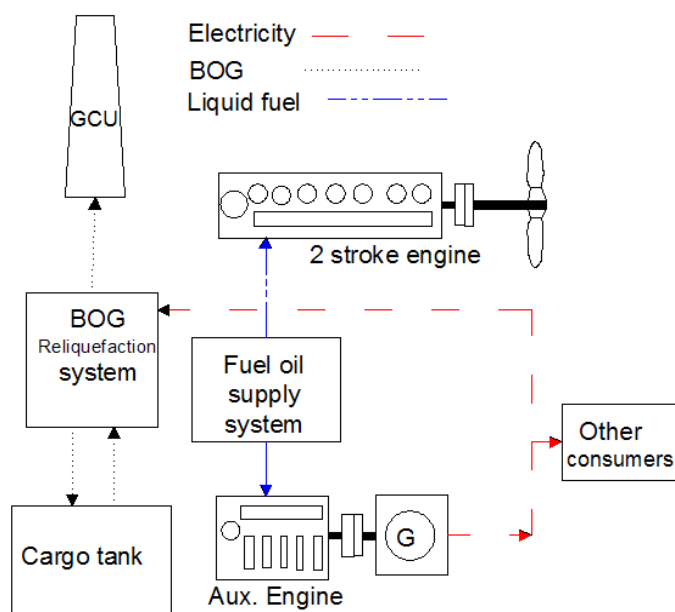 Electricity
BOG
Liquid fuel
GCU
2 stroke engine
BOG
Reliquefaction
system
Fuel oil
supply
system
Other
consumers
Cargo tank
G
Aux. Engine